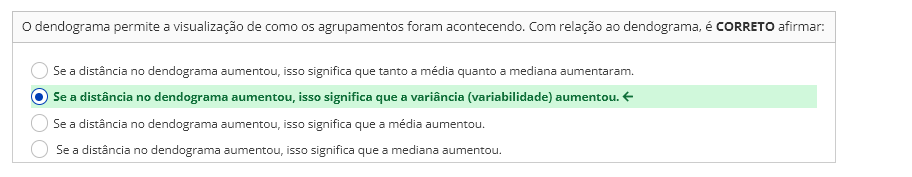 O dendograma permite a visualização de como os agrupamentos foram acontecendo. Com relação ao dendograma, é CORRETO afirmar:
Se a distância no dendograma aumentou, isso significa que tanto a média quanto a mediana aumentaram.
Se a distância no dendograma aumentou, isso significa que a variância (variabilidade) aumentou. ←
Se a distância no dendograma aumentou, isso significa que a média aumentou.
Se a distância no dendograma aumentou, isso significa que a mediana aumentou.